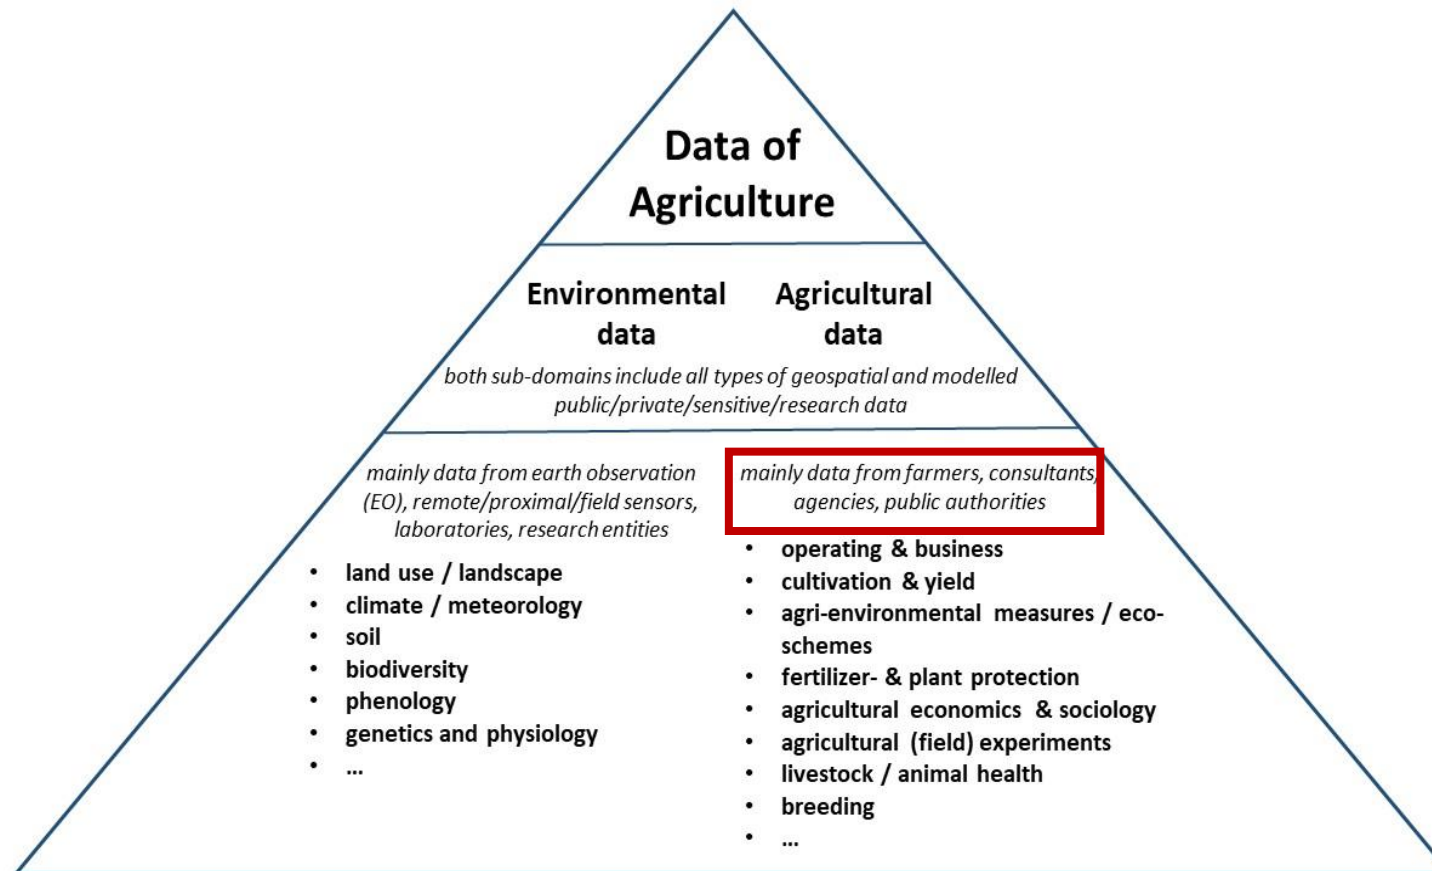 Data of
Agriculture
Environmental
data
Agricultural
data
both sub-domains include all types of geospatial and modelled
public/private/sensitive/research data
mainly data from earth observation
(EO), remote/proximal/field sensors,
laboratories, research entities
• land use / landscape
• climate / meteorology
• soil
• biodiversity
• phenology
• genetics and physiology
• ...
mainly data from farmers, consultants,
agencies, public authorities
• operating & business
• cultivation & yield
• agri-environmental measures / eco-
schemes
• fertilizer- & plant protection
• agricultural economics & sociology
• agricultural (field) experiments
• livestock / animal health
• breeding
• ...